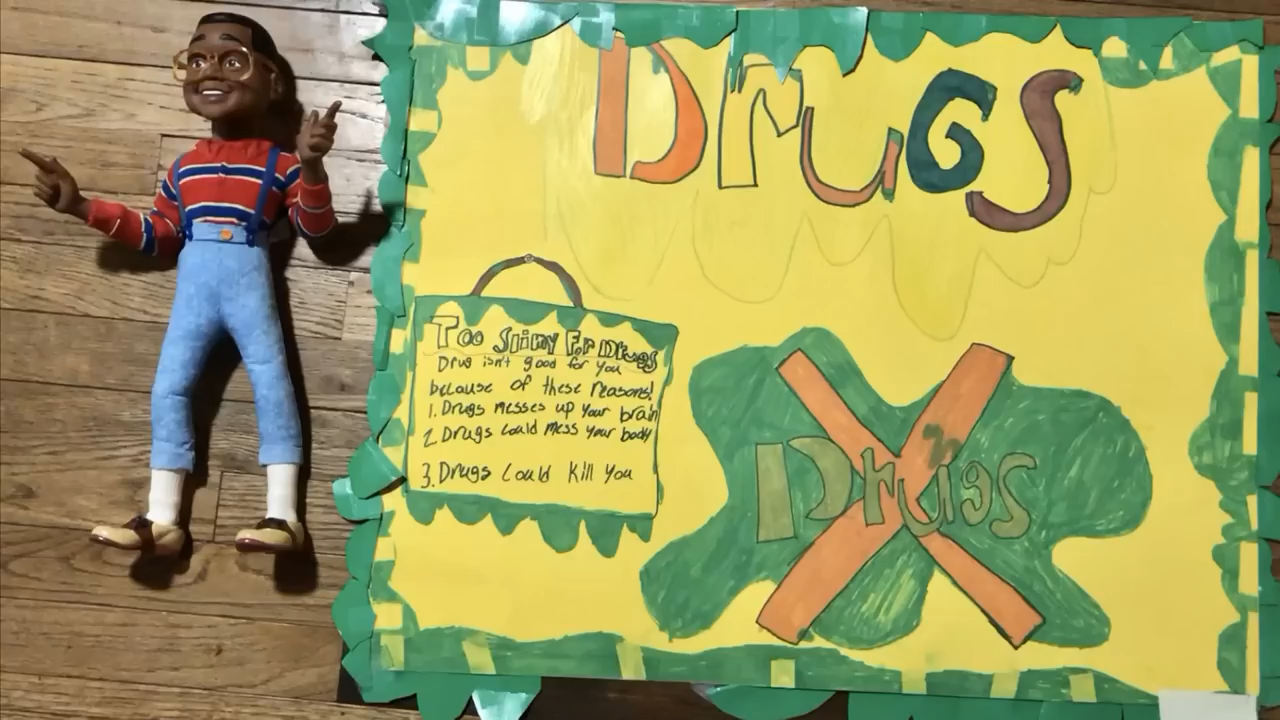 DruGS
Too Slimy For Drugs
Drug isn't good for you
because of these reasons!
1. Drugs messes up your brain
2. Drugs could mess your body
3. Drugs could kill you
Drugs